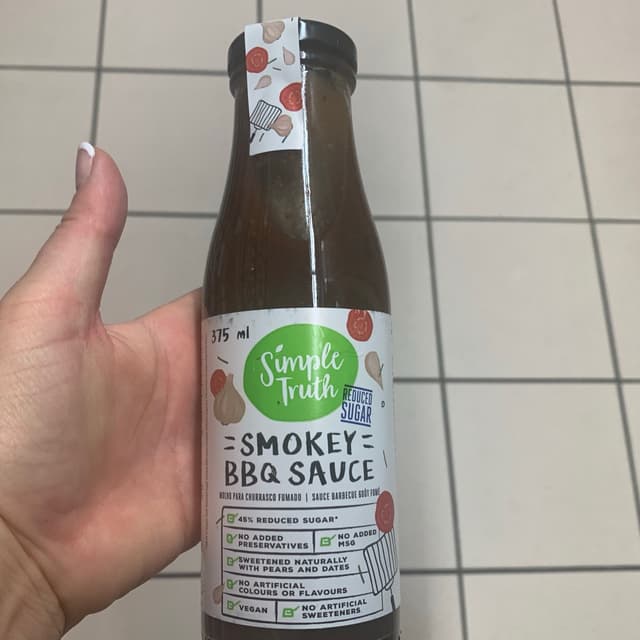 375 ml
Simple
Truth
REDUCED
SUGAR
SMOKEY
BBQ SAUCE
MOLHO PARA CHURRASCO FUMADO | SAUCE BARBECUE GOÛT FUMÉ
45% REDUCED SUGAR*
NO ADDED
PRESERVATIVES
NO ADDED
MSG
SWEETENED NATURALLY
WITH PEARS AND DATES
NO ARTIFICIAL
COLOURS OR FLAVOURS
VEGAN
NO ARTIFICIAL
SWEETENERS